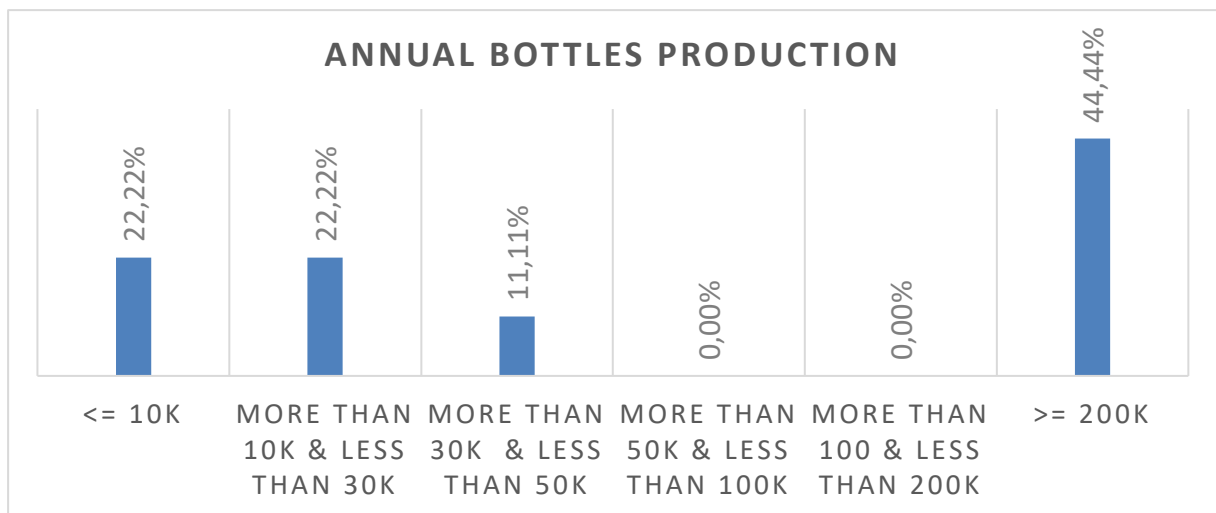 ANNUAL BOTTLES PRODUCTION
22,22%
22,22%
11,11%
0,00%
0,00%
44,44%
<= 10K
MORE THAN
10K & LESS
THAN 30K
MORE THAN
30K & LESS
THAN 50K
MORE THAN
50K & LESS
THAN 100K
MORE THAN
100 & LESS
THAN 200K
>= 200K